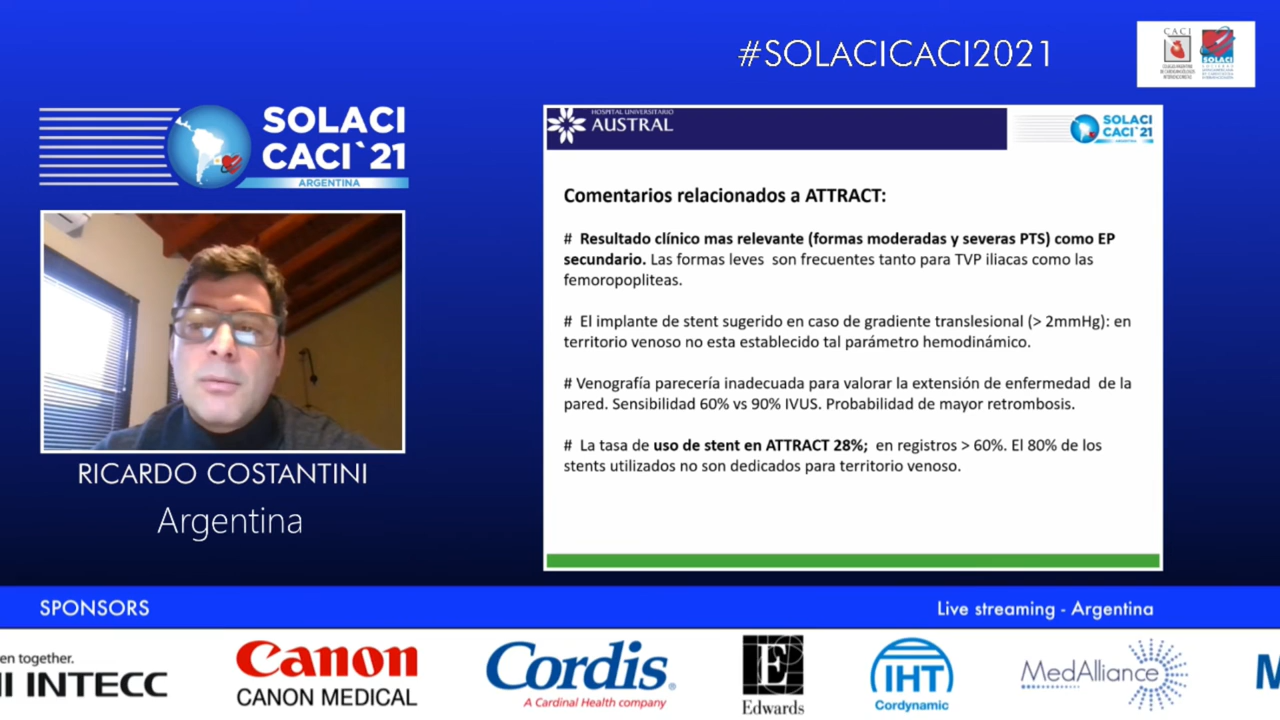 #SOLACICACI2021
CACI
SOLACI
SOLACI
CACI`21
ARGENTINA
HOSPITAL UNIVERSITARIO
AUSTRAL
SOLACI
CACI`21
ARGENTINA
Comentarios relacionados a ATTRACT:
# Resultado clínico mas relevante (formas moderadas y severas PTS) como EP
secundario. Las formas leves son frecuentes tanto para TVP iliacas como las
femoropopliteas.
# El implante de stent sugerido en caso de gradiente translesional (> 2mmHg): en
territorio venoso no esta establecido tal parámetro hemodinámico.
# Venografía parecería inadecuada para valorar la extensión de enfermedad de la
pared. Sensibilidad 60% vs 90% IVUS. Probabilidad de mayor retrombosis.
# La tasa de uso de stent en ATTRACT 28%; en registros > 60%. El 80% de los
stents utilizados no son dedicados para territorio venoso.
RICARDO COSTANTINI
Argentina
SPONSORS
Live streaming - Argentina
en together.
I INTECC
Canon
CANON MEDICAL
Cordis
A Cardinal Health company
E
Edwards
IHT
Cordynamic
MedAlliance
M